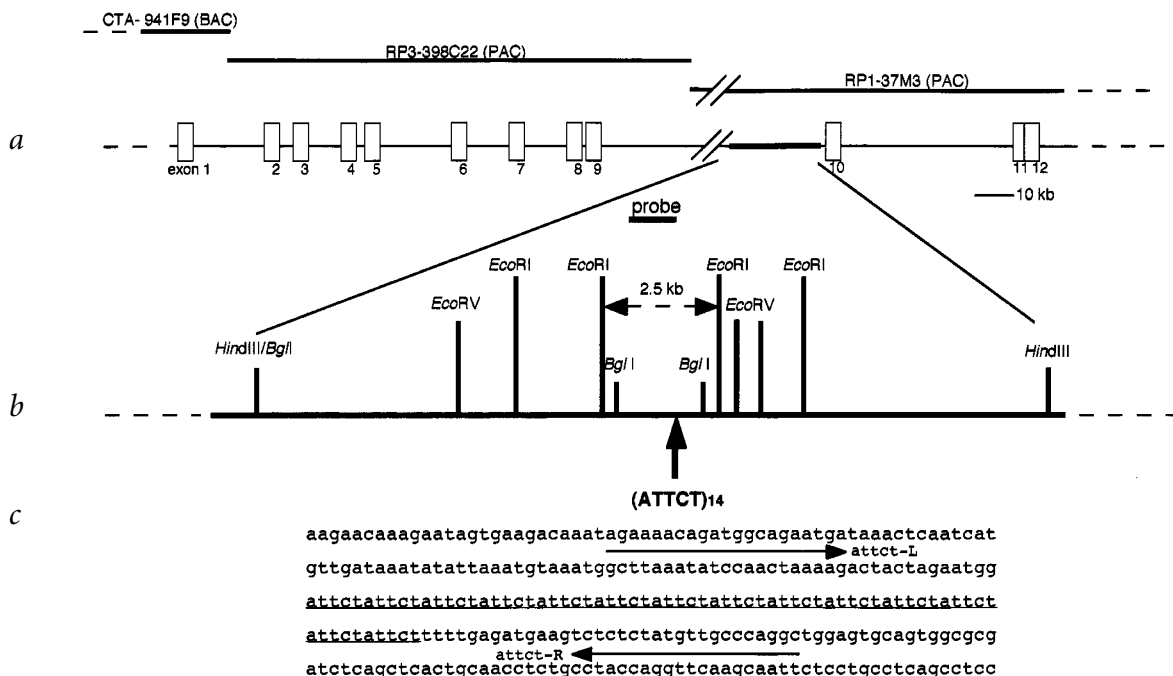 CTA- 941F9 (BAC)
RP3-398C22 (PAC)
RP1-37M3 (PAC)
a
exon 1 2 3 4 5 6 7 8 9 10 11 12
10 kb
probe
EcoRI EcoRI EcoRI EcoRI
2.5 kb
EcoRV EcoRV
HindIII/BglI BglI BglI HindIII
b
(ATTCT)14
c
aagaacaaagaatagtgaagacaaatagaaaacagatggcagaatgataaactcaatcat
attct-L
gttgataaatatattaaatgtaaatggcttaaatatccaactaaaagactactagaatgg
attctattctattctattctattctattctattctattctattctattctattctattct
attctattctttttgagatgaagtctctctatgttgcccaggctggagtgcagtggcgcg
attct-R
atctcagctcactgcaacctctgcctaccaggttcaagcaattctcctgcctcagcctcc